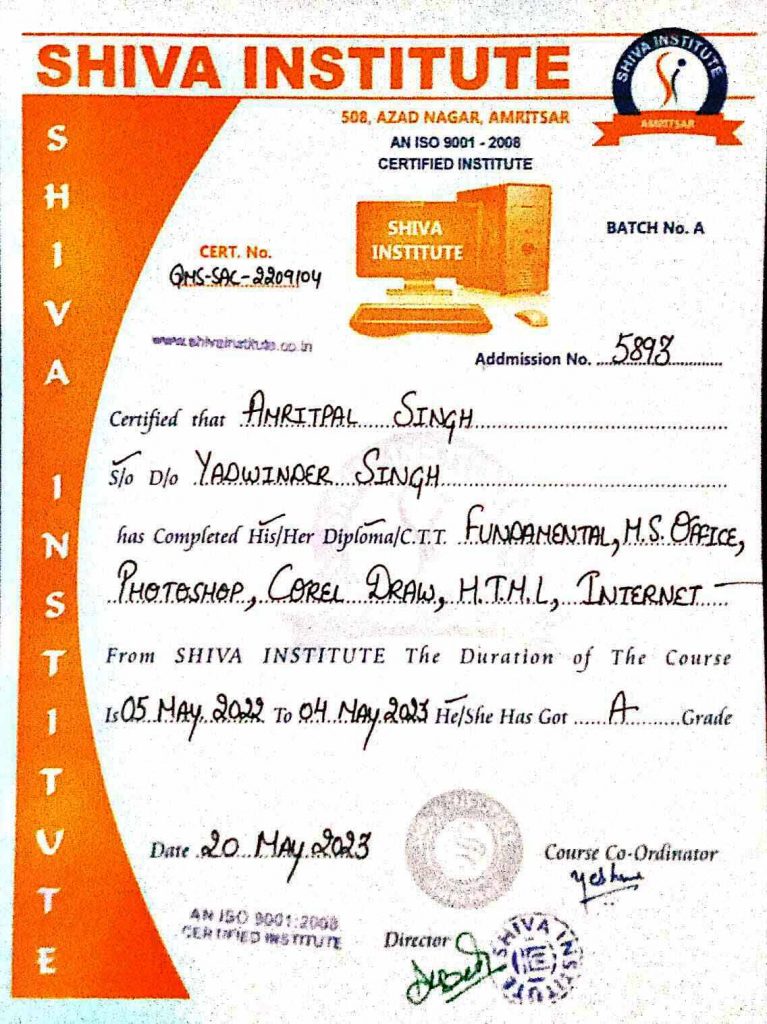 SHIVA INSTITUTE
SHIVA INSTITUTE
AMRITSAR
508, AZAD NAGAR, AMRITSAR
AN ISO 9001 - 2008
CERTIFIED INSTITUTE
SHIVA INSTITUTE
SHIVA
INSTITUTE
BATCH No. A
CERT. No.
QMS-SAC-2209104
www.shivainstitute.co.in
Addmission No. 5893
Certified that AMRITPAL SINGH
S/o D/o YADWINDER SINGH
has Completed His/Her Diploma/C.T.T. FUNDAMENTAL, M.S. OFFICE,
PHOTOSHOP, COREL DRAW, H.T.M.L, INTERNET
From SHIVA INSTITUTE The Duration of The Course
Is 05 MAY 2022 To 04 MAY 2023 He/She Has Got A Grade
Date 20 MAY 2023
Course Co-Ordinator
AN ISO 9001:2008
CERTIFIED INSTITUTE
Director
SHIVA INSTITUTE